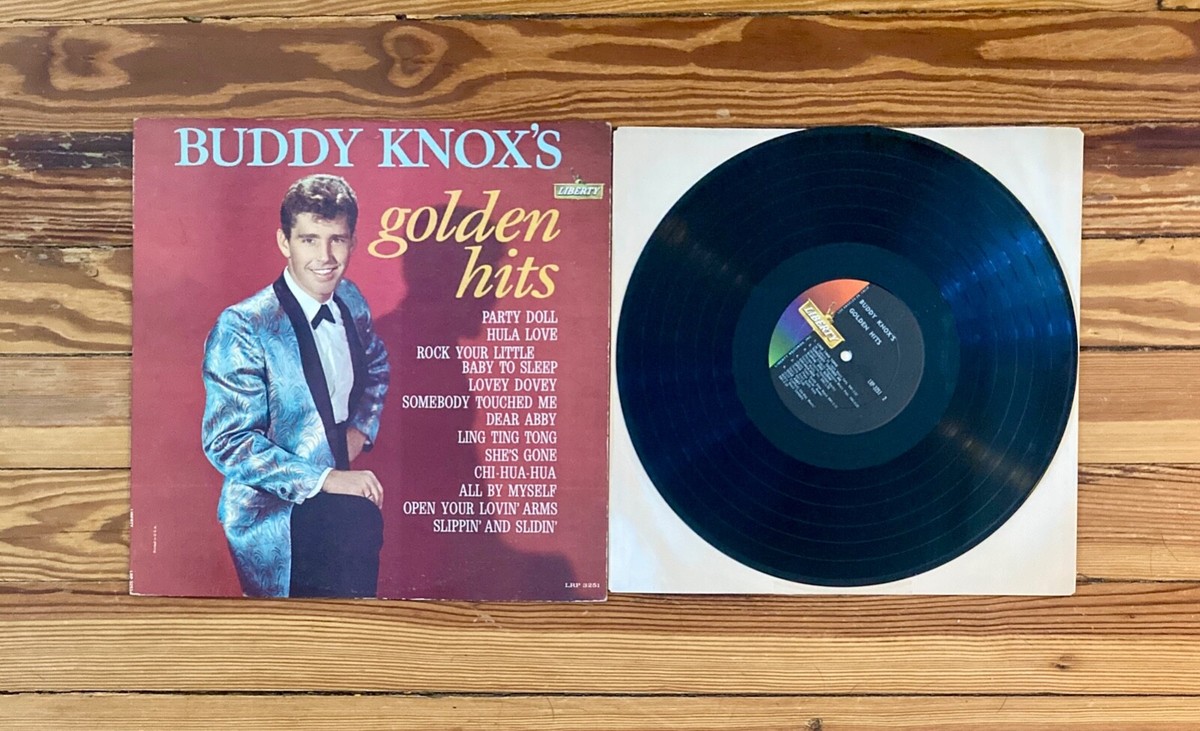 BUDDY KNOX'S
LIBERTY
golden
hits
PARTY DOLL
HULA LOVE
ROCK YOUR LITTLE
BABY TO SLEEP
LOVEY DOVEY
SOMEBODY TOUCHED ME
DEAR ABBY
LING TING TONG
SHE'S GONE
CHI-HUA-HUA
ALL BY MYSELF
OPEN YOUR LOVIN' ARMS
SLIPPIN' AND SLIDIN'
LRP 3251
LIBERTY
BUDDY KNOX'S
GOLDEN HITS